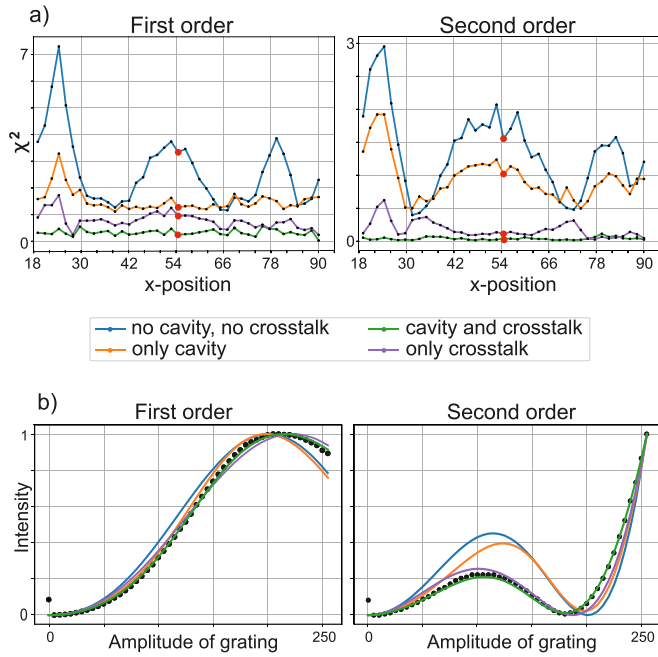 a)
First order
Second order
7
χ²
0
18 30 42 54 66 78 90
x-position
3
0
18 30 42 54 66 78 90
x-position
no cavity, no crosstalk
only cavity
cavity and crosstalk
only crosstalk
b)
First order
Second order
1
Intensity
0
0 250
Amplitude of grating
1
0
0 250
Amplitude of grating